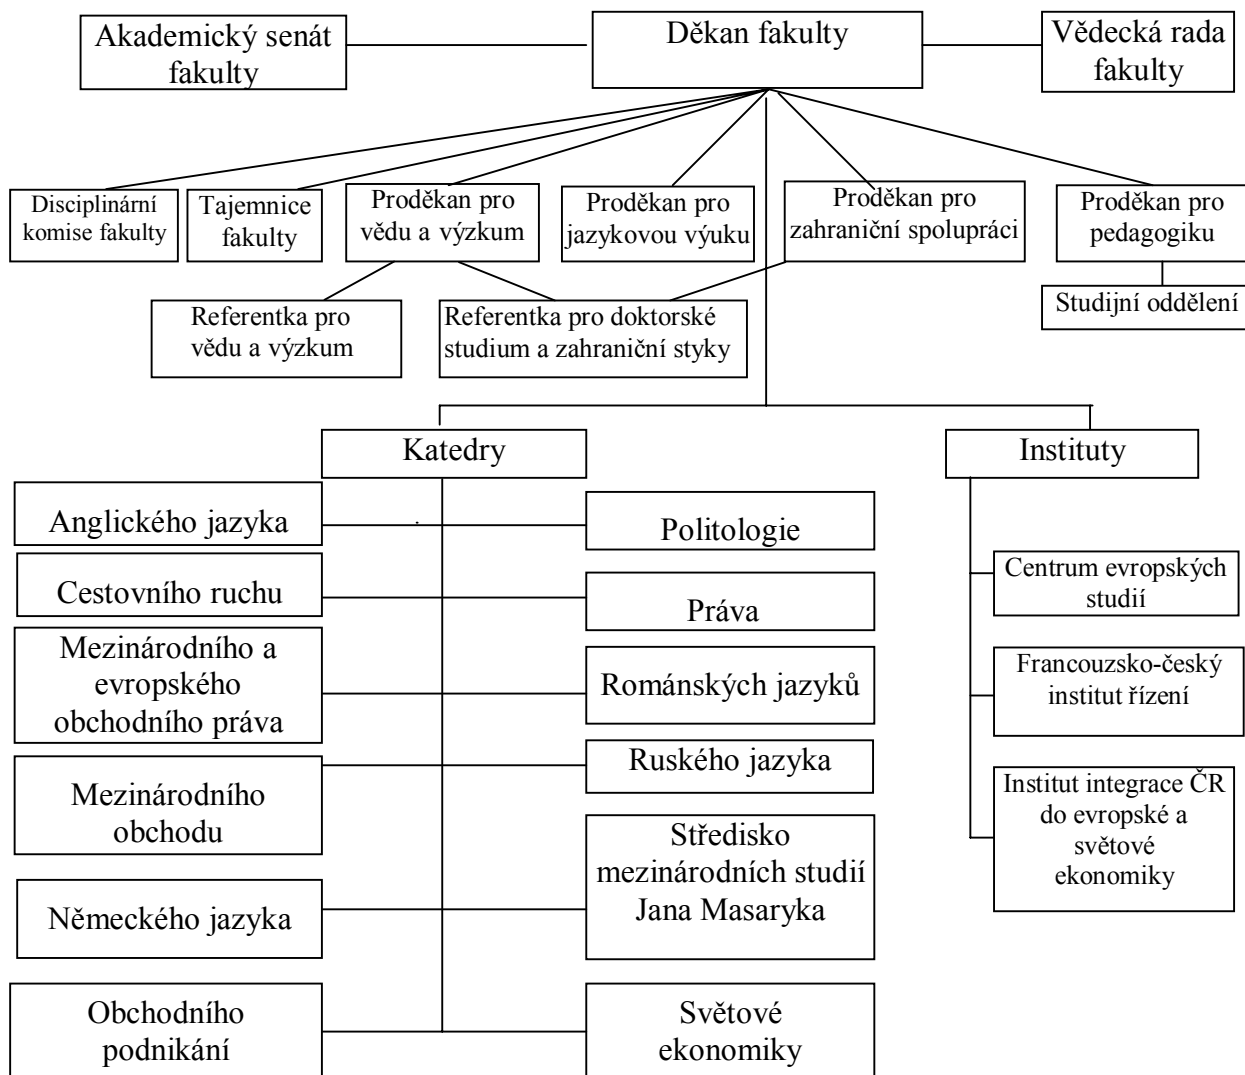 Akademický senát
fakulty
Děkan fakulty
Vědecká rada
fakulty
Disciplinární
komise fakulty
Tajemnice
fakulty
Proděkan pro
vědu a výzkum
Proděkan pro
jazykovou výuku
Proděkan pro
zahraniční spolupráci
Proděkan pro
pedagogiku
Referentka pro
vědu a výzkum
Referentka pro doktorské
studium a zahraniční styky
Studijní oddělení
Katedry
Instituty
Anglického jazyka
Politologie
Cestovního ruchu
Práva
Mezinárodního a
evropského
obchodního práva
Románských jazyků
Mezinárodního
obchodu
Ruského jazyka
Německého jazyka
Středisko
mezinárodních studií
Jana Masaryka
Obchodního
podnikání
Světové
ekonomiky
Centrum evropských
studií
Francouzsko-český
institut řízení
Institut integrace ČR
do evropské a
světové
ekonomiky